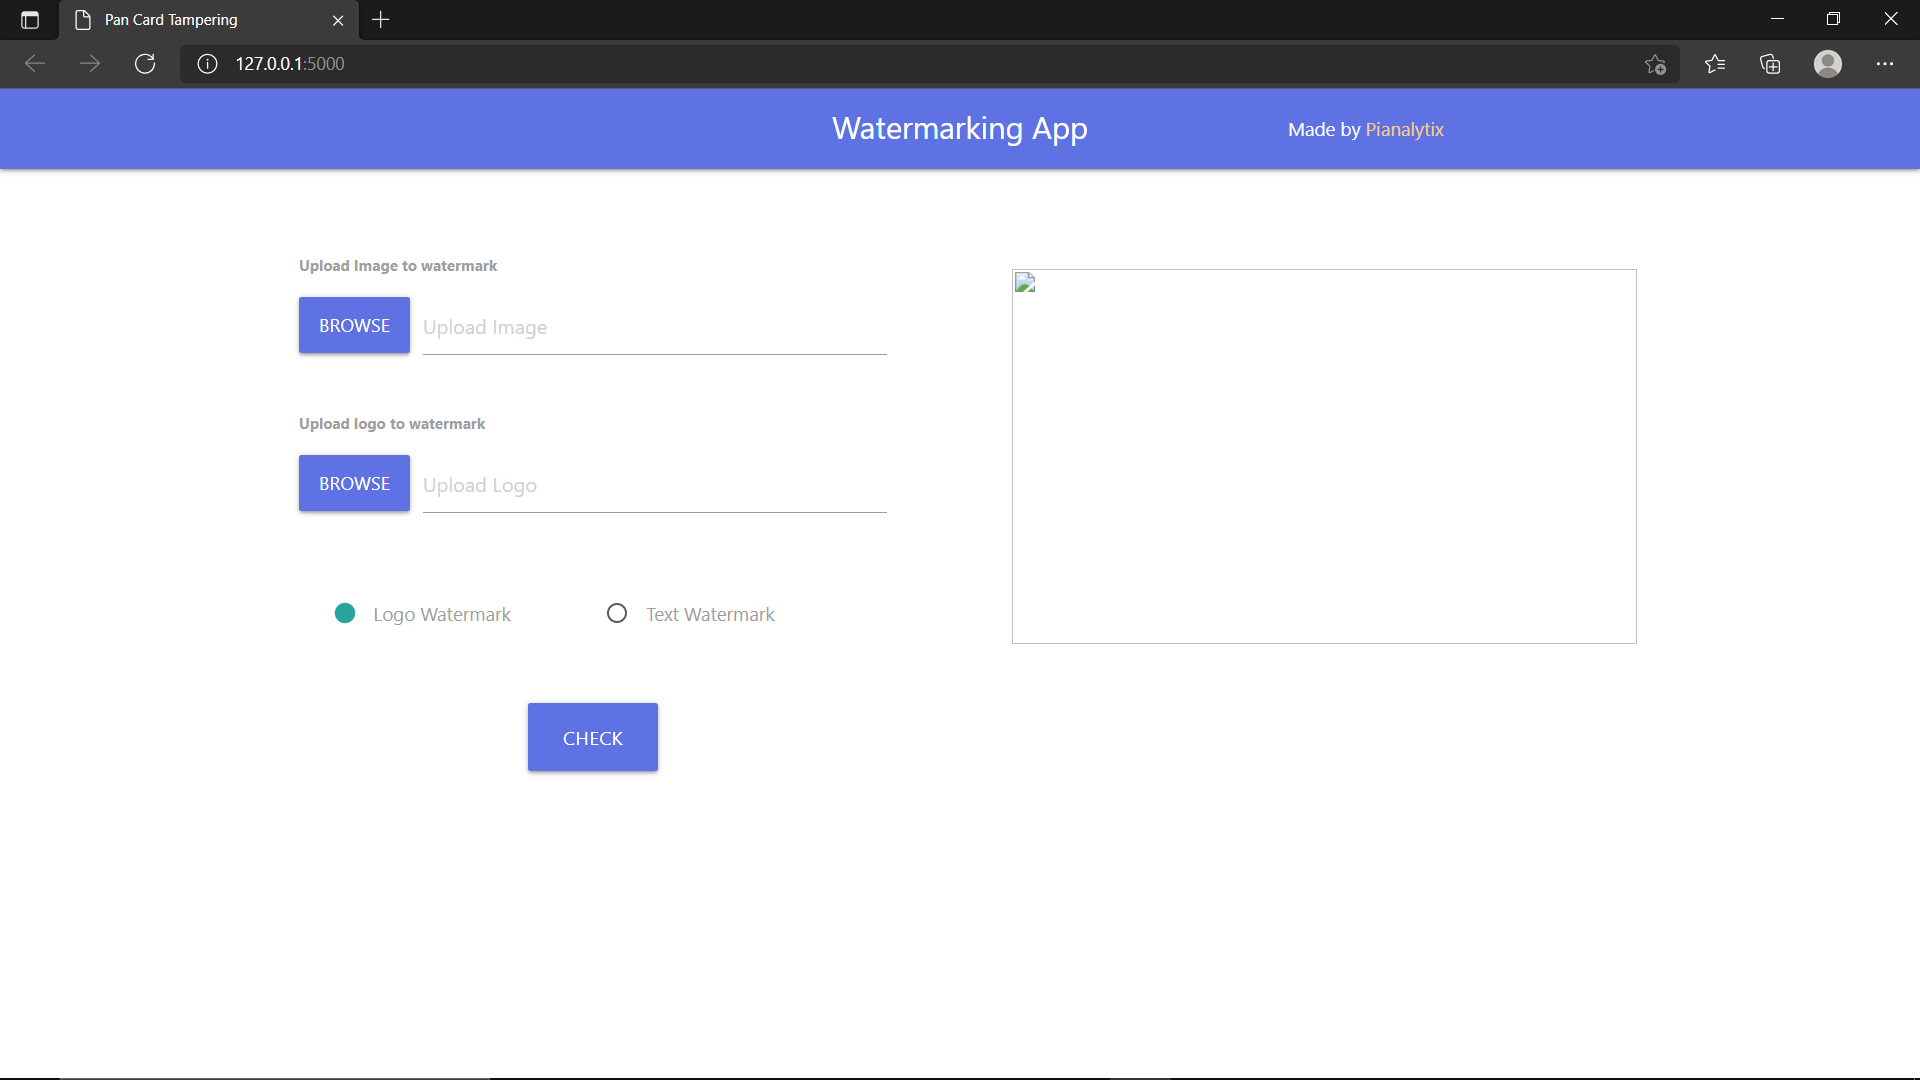 Pan Card Tampering
127.0.0.1:5000
Watermarking App
Made by Pianalytix
Upload Image to watermark
BROWSE
Upload Image
Upload logo to watermark
BROWSE
Upload Logo
Logo Watermark
Text Watermark
CHECK